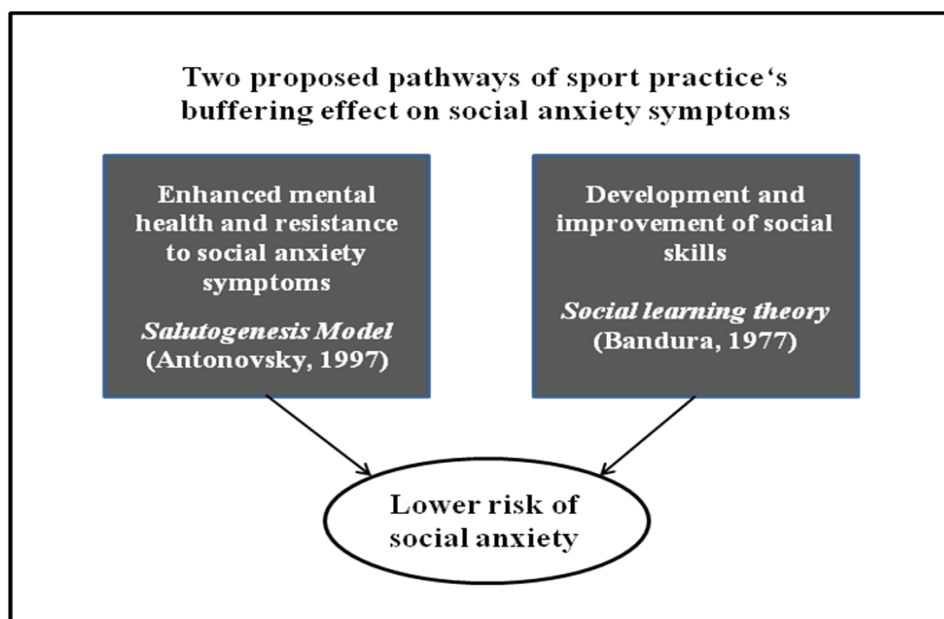 Two proposed pathways of sport practice‘s
buffering effect on social anxiety symptoms
Enhanced mental
health and resistance
to social anxiety
symptoms
Salutogenesis Model
(Antonovsky, 1997)
Development and
improvement of social
skills
Social learning theory
(Bandura, 1977)
Lower risk of
social anxiety